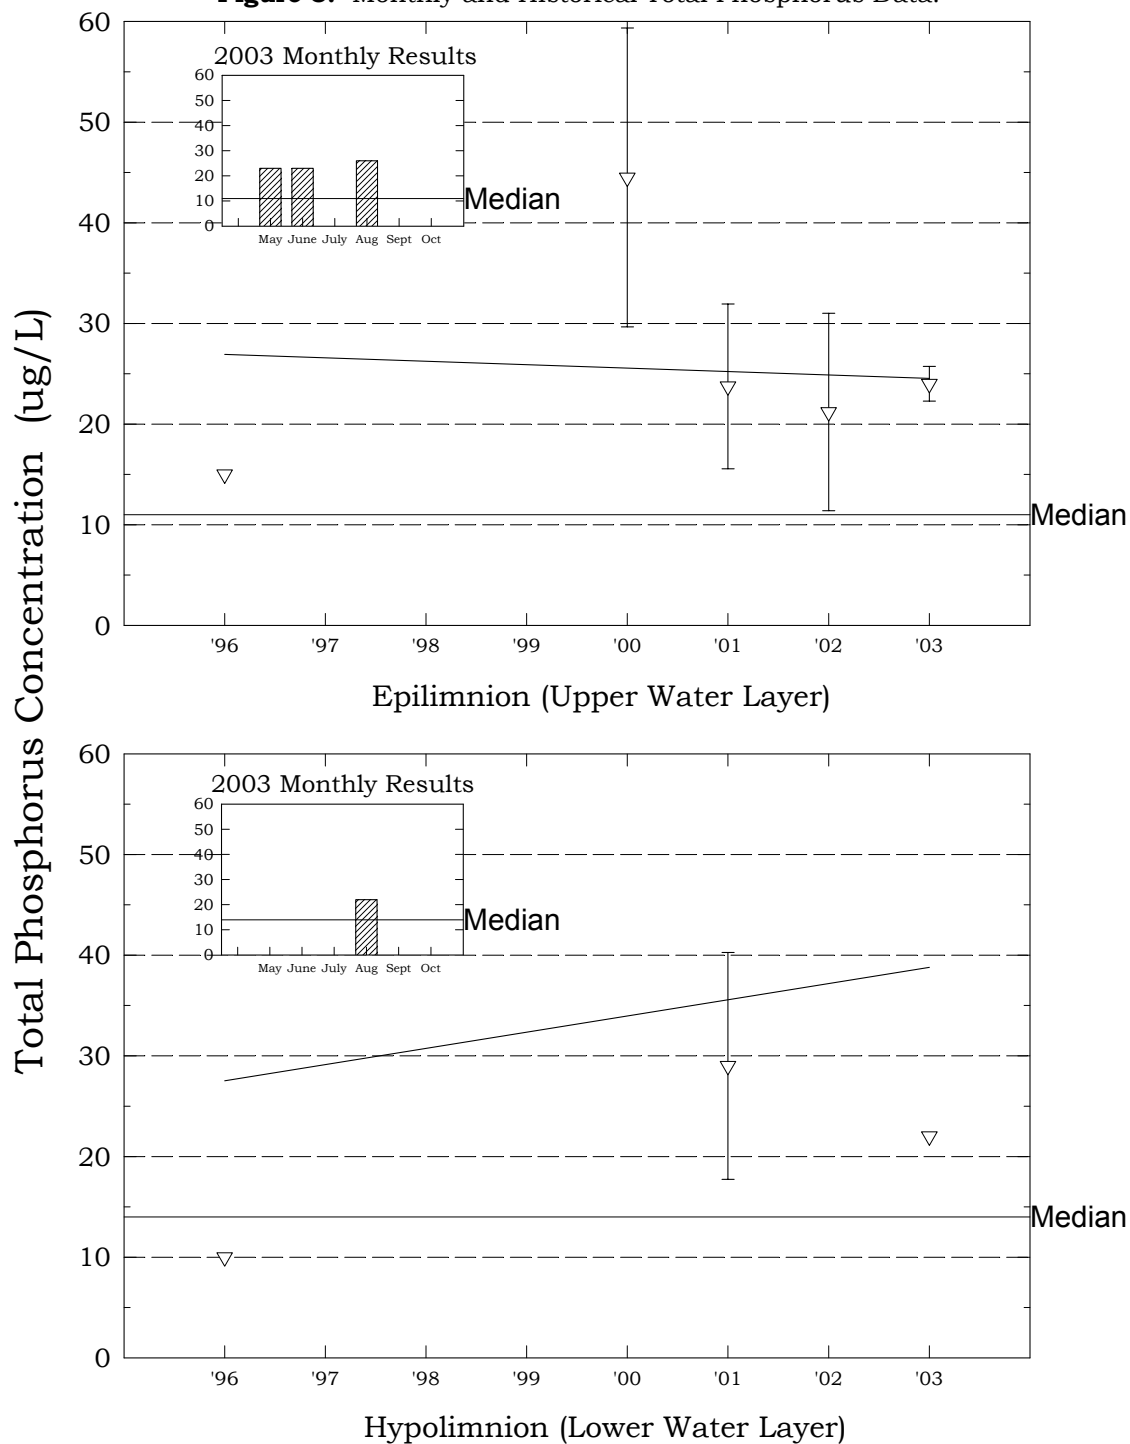 Monthly and Historical Total Phosphorus Data.
Total Phosphorus Concentration (ug/L)
60
50
40
30
20
10
0
2003 Monthly Results
60
50
40
30
20
10
0
Median
May June July Aug Sept Oct
Median
'96 '97 '98 '99 '00 '01 '02 '03
Epilimnion (Upper Water Layer)
60
50
40
30
20
10
0
2003 Monthly Results
60
50
40
30
20
10
0
Median
May June July Aug Sept Oct
Median
'96 '97 '98 '99 '00 '01 '02 '03
Hypolimnion (Lower Water Layer)